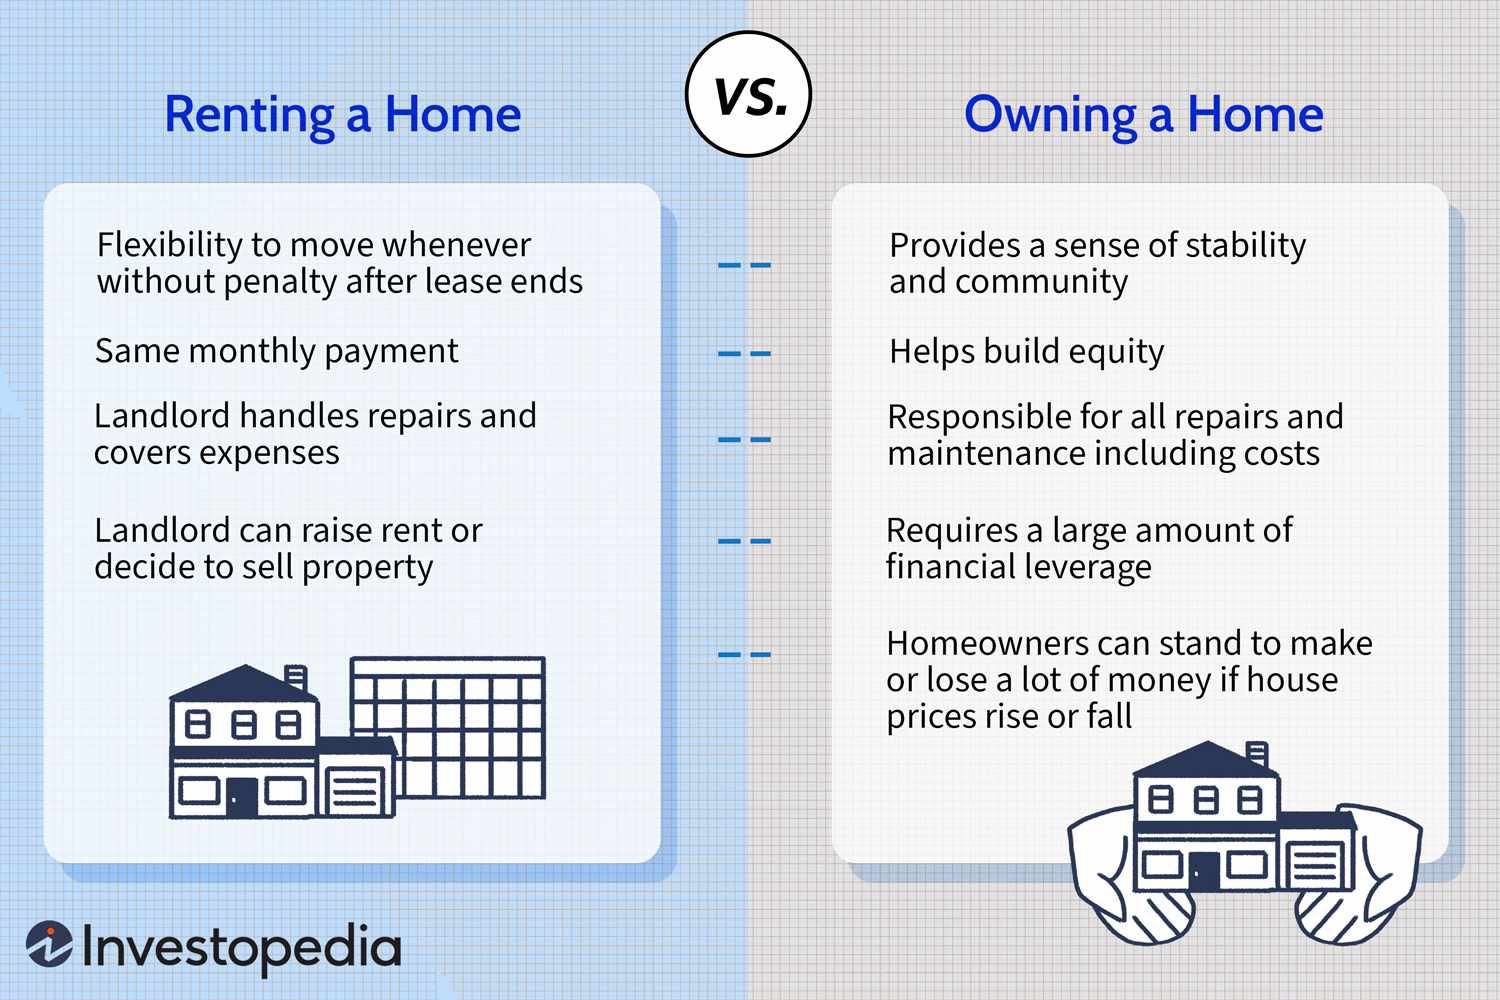 VS.
Renting a Home
Flexibility to move whenever
without penalty after lease ends
Same monthly payment
Landlord handles repairs and
covers expenses
Landlord can raise rent or
decide to sell property
Owning a Home
Provides a sense of stability
and community
Helps build equity
Responsible for all repairs and
maintenance including costs
Requires a large amount of
financial leverage
Homeowners can stand to make
or lose a lot of money if house
prices rise or fall
Investopedia